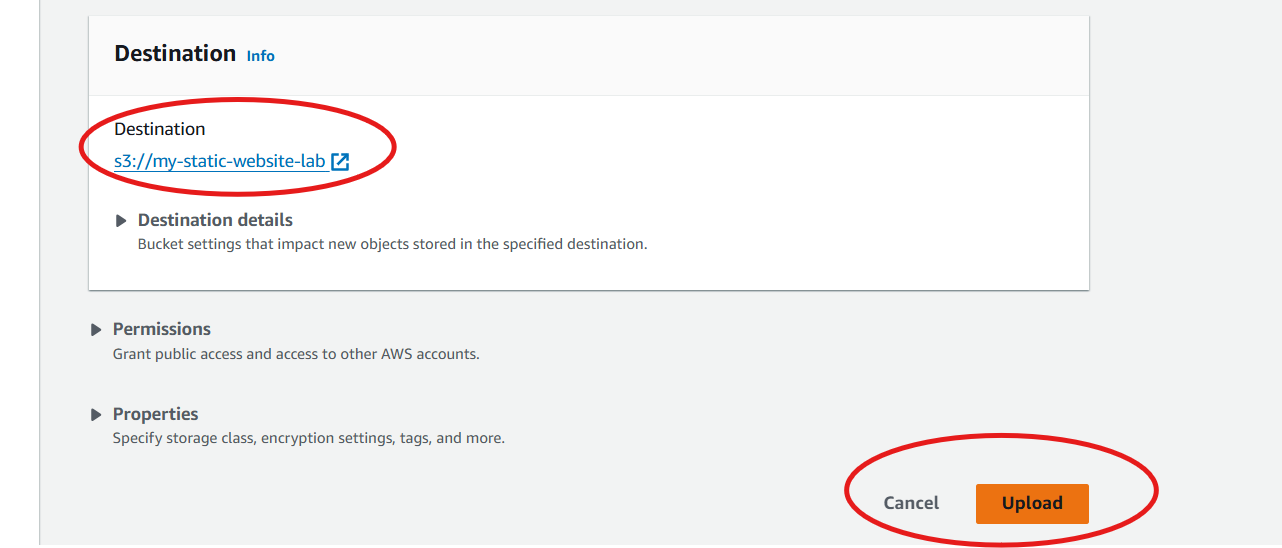 Destination Info
Destination
s3://my-static-website-lab
Destination details
Bucket settings that impact new objects stored in the specified destination.
Permissions
Grant public access and access to other AWS accounts.
Properties
Specify storage class, encryption settings, tags, and more.
Cancel Upload